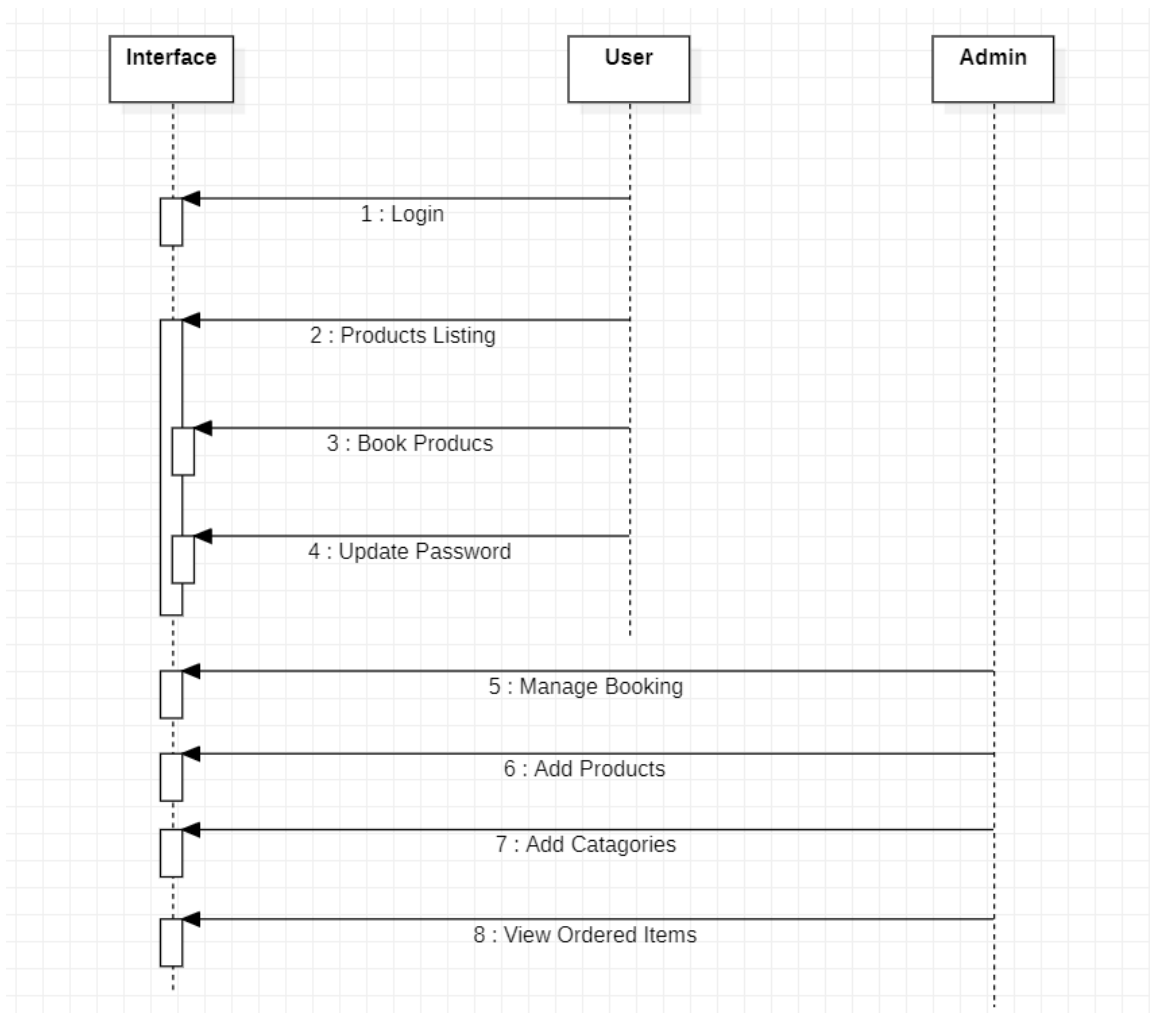 Interface
User
Admin
1 : Login
2 : Products Listing
3 : Book Producs
4 : Update Password
5 : Manage Booking
6 : Add Products
7 : Add Catagories
8 : View Ordered Items